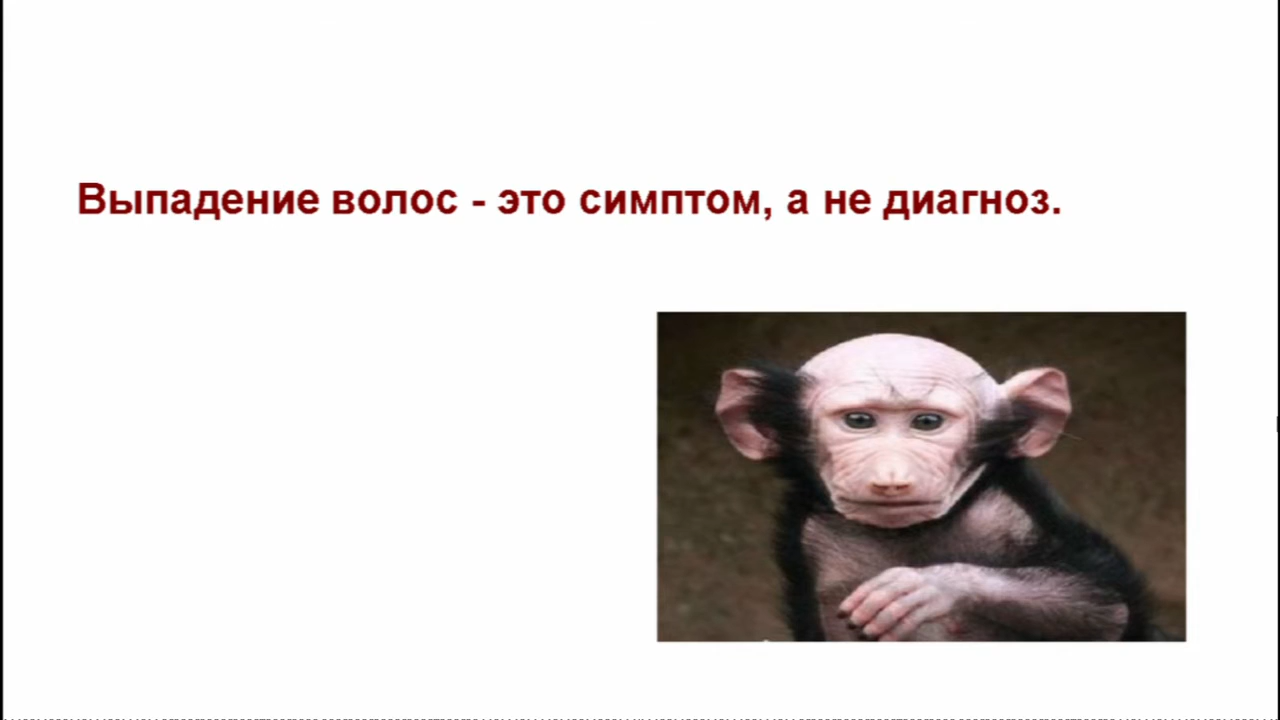 Выпадение волос - это симптом, а не диагноз.